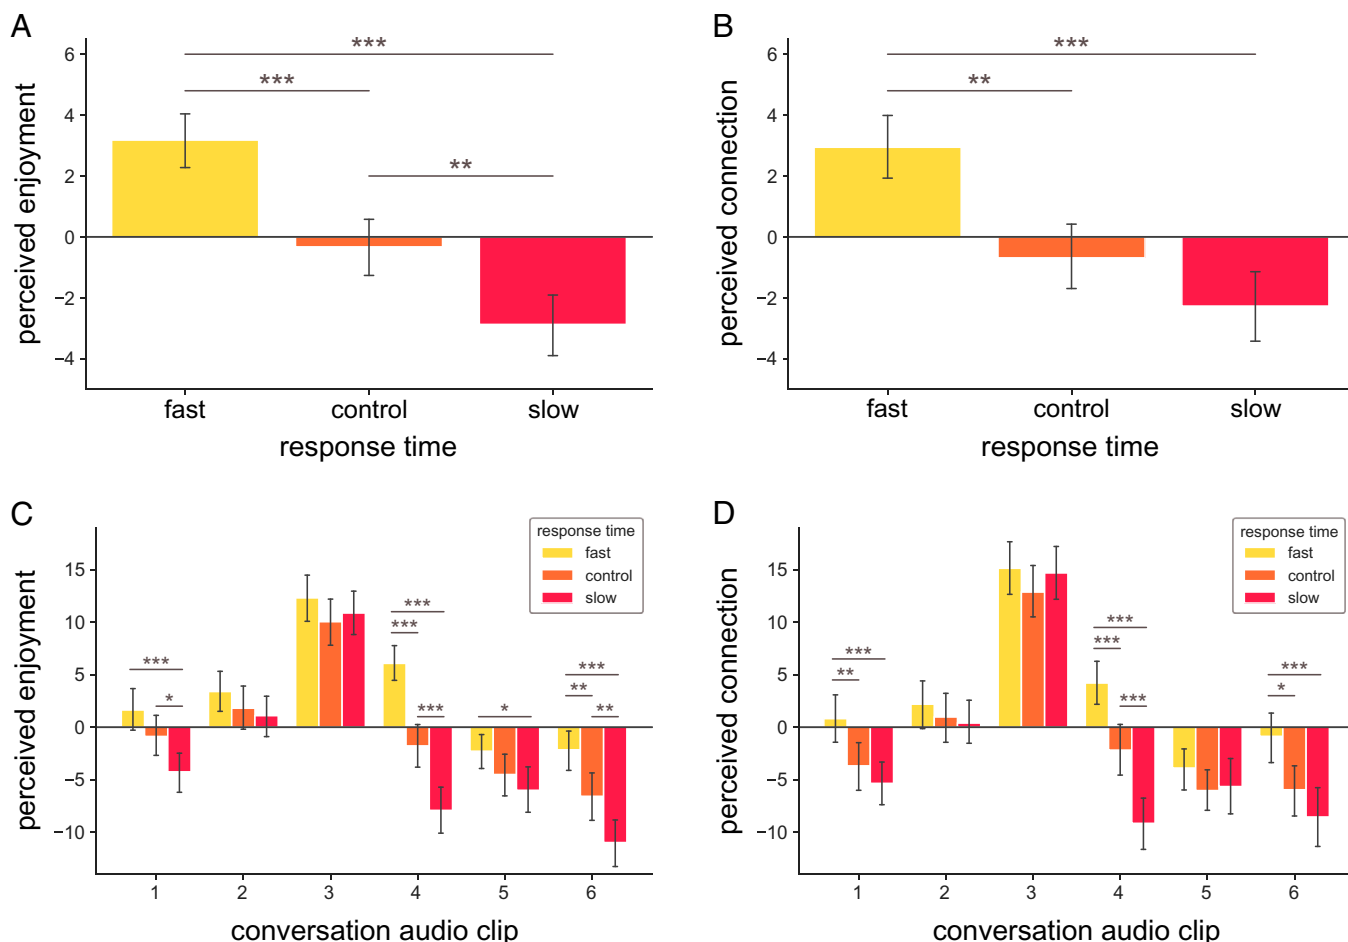 A
perceived enjoyment
6
4
2
0
−2
−4
***
***
**
fast control slow
response time
B
perceived connection
6
4
2
0
−2
−4
***
**
fast control slow
response time
C
perceived enjoyment
15
10
5
0
−5
−10
response time
fast
control
slow
***
*
***
***
***
*
***
**
**
1 2 3 4 5 6
conversation audio clip
D
perceived connection
15
10
5
0
−5
−10
response time
fast
control
slow
***
**
***
***
***
***
*
1 2 3 4 5 6
conversation audio clip